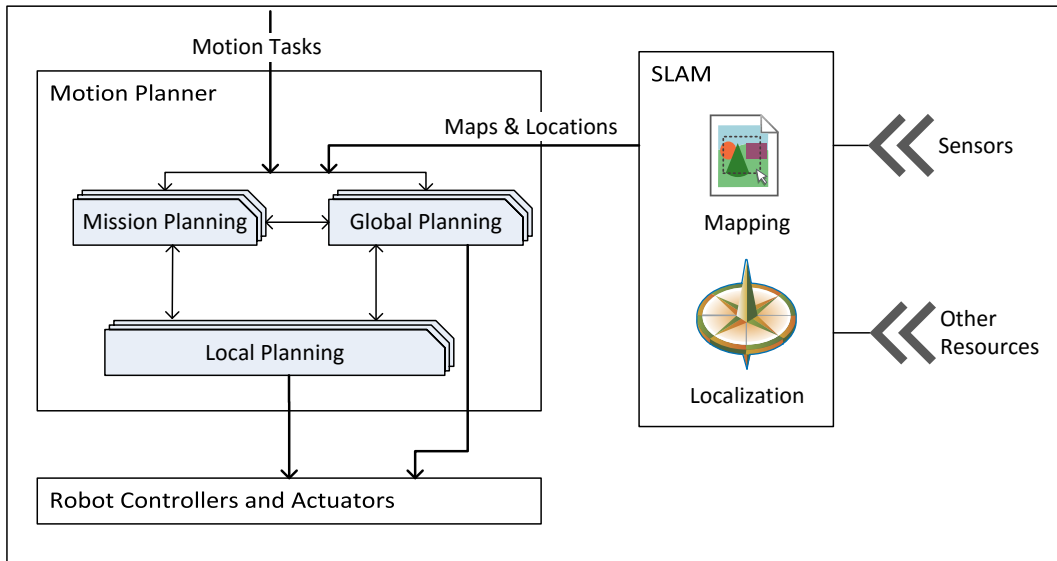 Motion Tasks
Motion Planner
Maps & Locations
Mission Planning
Global Planning
Local Planning
Robot Controllers and Actuators
SLAM
Mapping
Localization
Sensors
Other
Resources